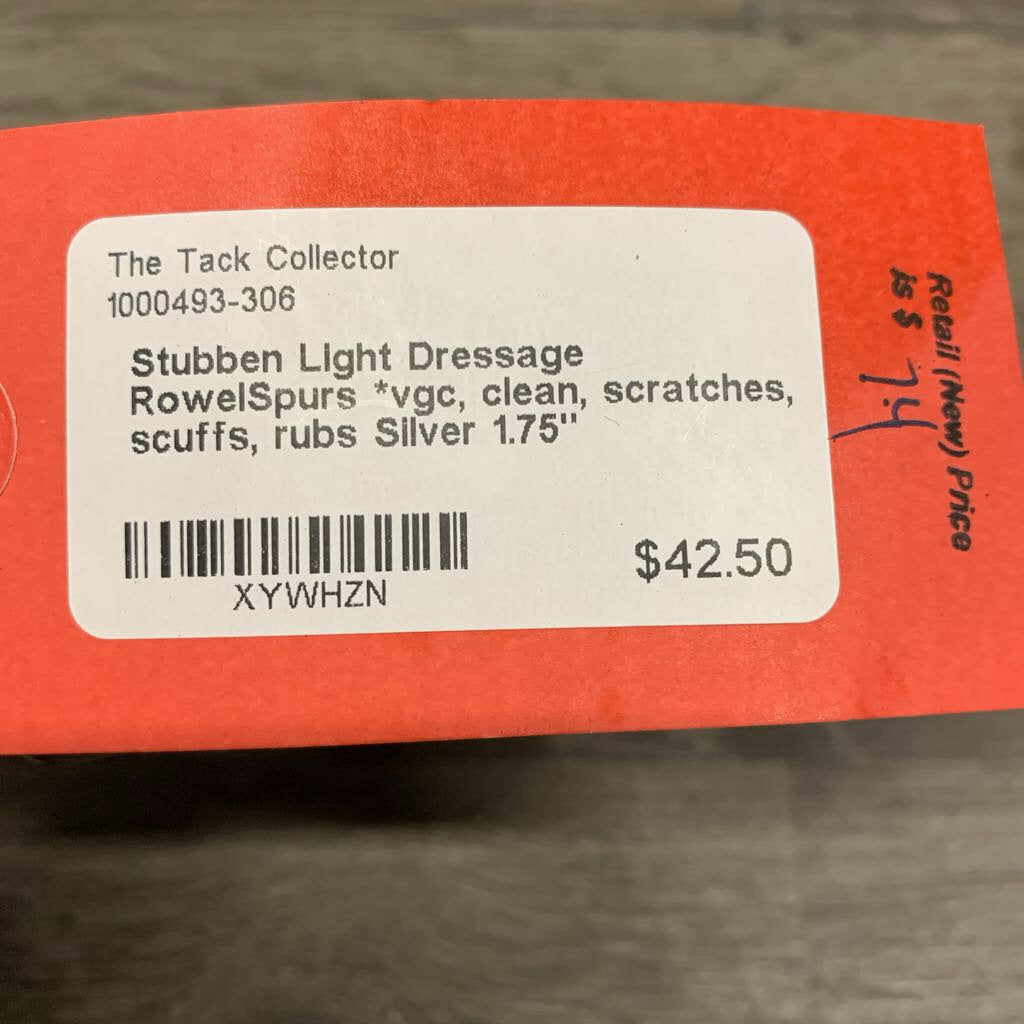 The Tack Collector
1000493-306
Stubben Light Dressage
RowelSpurs *vgc, clean, scratches,
scuffs, rubs Silver 1.75"
XYWHZN
$42.50
Retail (New) Price
is $ 74